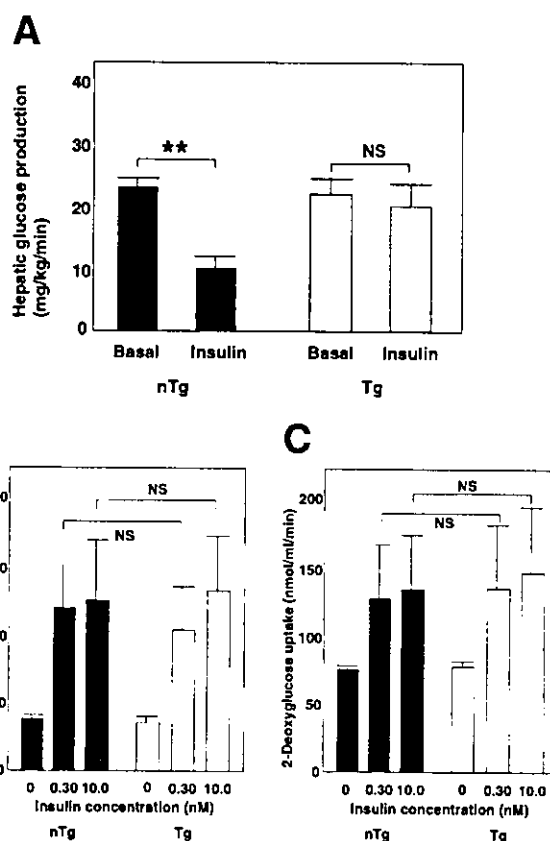 A
Hepatic glucose production
(mg/kg/min)
40
30
20
10
0
**
NS
Basal Insulin Basal Insulin
nTg Tg
C
NS
NS
0 0.30 10.0 0 0.30 10.0
Insulin concentration (nM)
nTg Tg
2-Deoxyglucose uptake (nmol/ml/min)
200
150
100
50
0
NS
NS
0 0.30 10.0 0 0.30 10.0
Insulin concentration (nM)
nTg Tg